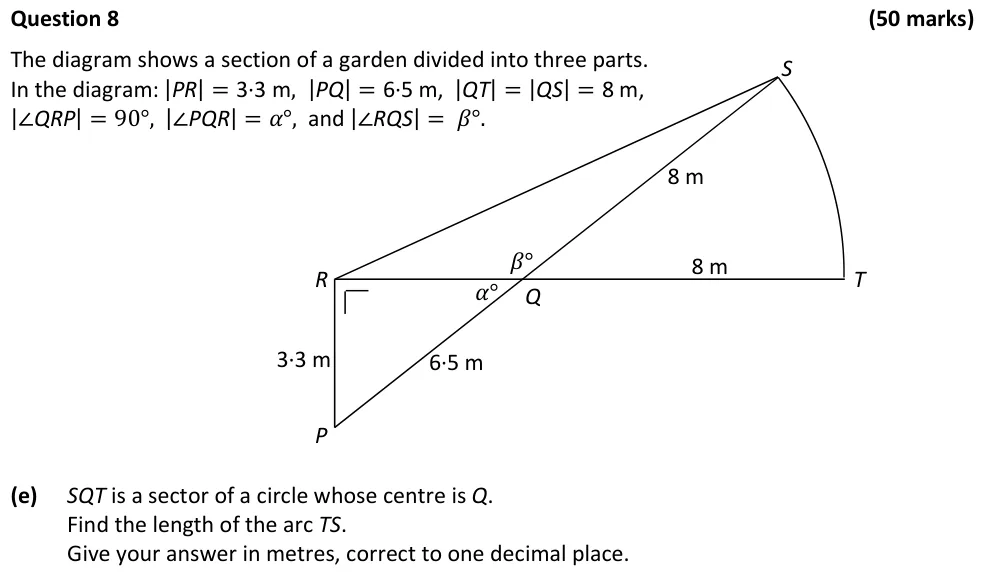 Question 8 (50 marks)
The diagram shows a section of a garden divided into three parts.
In the diagram: |PR| = 3·3 m, |PQ| = 6·5 m, |QT| = |QS| = 8 m,
|∠QRP| = 90°, |∠PQR| = α°, and |∠RQS| = β°.
S
8 m
β°
8 m
R
T
α°
Q
3·3 m
6·5 m
P
(e) SQT is a sector of a circle whose centre is Q.
Find the length of the arc TS.
Give your answer in metres, correct to one decimal place.